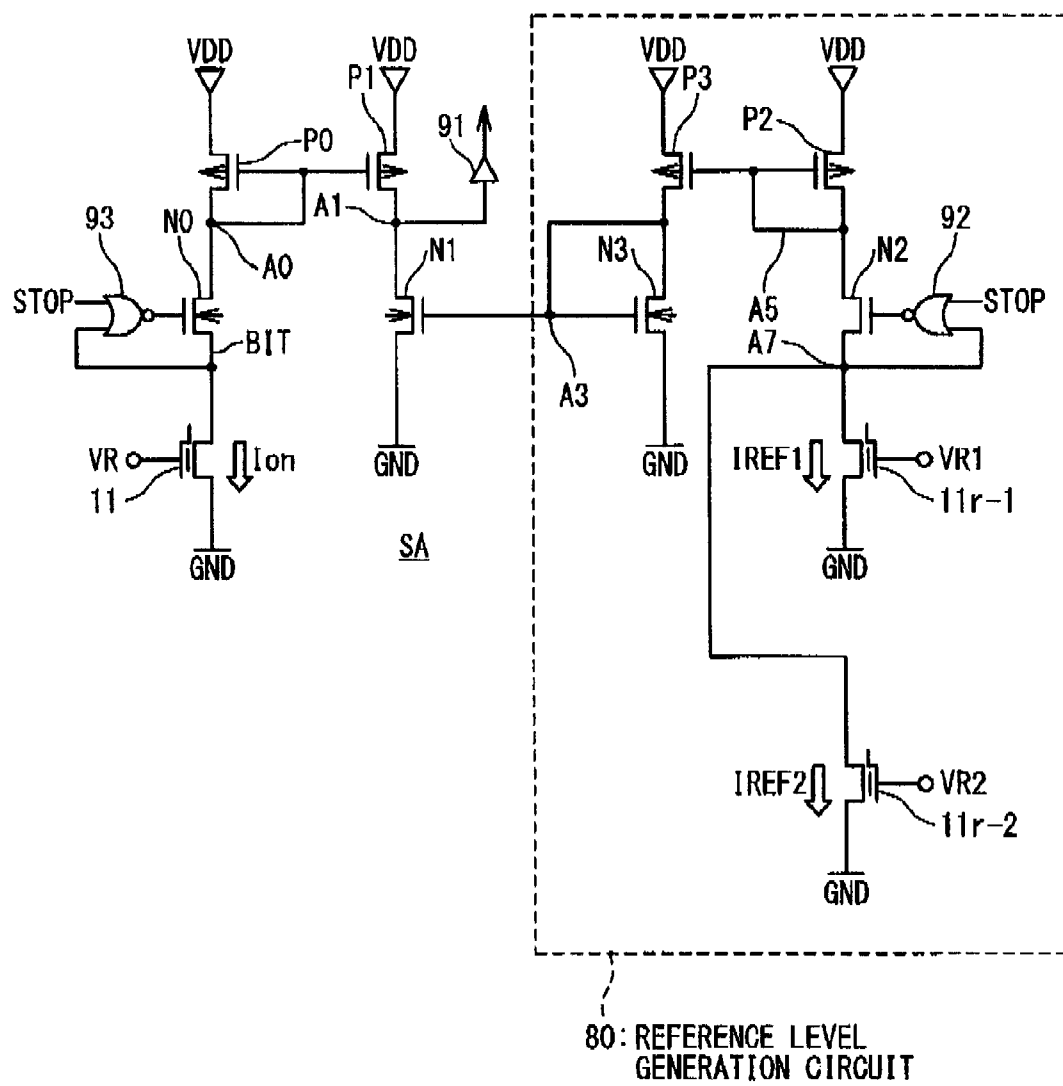 VDD
VDD
VDD
VDD
P1
P3
P2
91
P0
93
N0
A1
N1
N3
N2
92
A0
STOP
STOP
A5
BIT
A7
A3
VR
Ion
GND
IREF1
VR1
11
GND
11r-1
SA
GND
GND
IREF2
VR2
11r-2
GND
80: REFERENCE LEVEL
GENERATION CIRCUIT